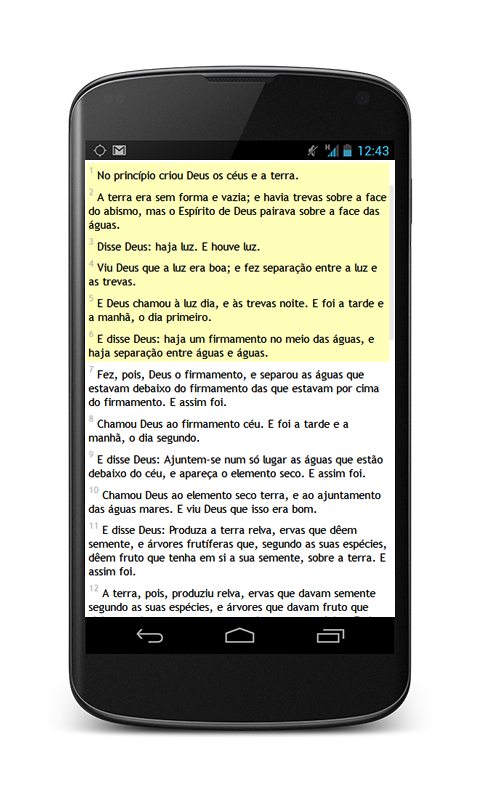 H
12:43
1 No princípio criou Deus os céus e a terra.
2 A terra era sem forma e vazia; e havia trevas sobre a face
do abismo, mas o Espírito de Deus pairava sobre a face das
águas.
3 Disse Deus: haja luz. E houve luz.
4 Viu Deus que a luz era boa; e fez separação entre a luz e
as trevas.
5 E Deus chamou à luz dia, e às trevas noite. E foi a tarde e
a manhã, o dia primeiro.
6 E disse Deus: haja um firmamento no meio das águas, e
haja separação entre águas e águas.
7 Fez, pois, Deus o firmamento, e separou as águas que
estavam debaixo do firmamento das que estavam por cima
do firmamento. E assim foi.
8 Chamou Deus ao firmamento céu. E foi a tarde e a
manhã, o dia segundo.
9 E disse Deus: Ajuntem-se num só lugar as águas que estão
debaixo do céu, e apareça o elemento seco. E assim foi.
10 Chamou Deus ao elemento seco terra, e ao ajuntamento
das águas mares. E viu Deus que isso era bom.
11 E disse Deus: Produza a terra relva, ervas que dêem
semente, e árvores frutíferas que, segundo as suas espécies,
dêem fruto que tenha em si a sua semente, sobre a terra. E
assim foi.
12 A terra, pois, produziu relva, ervas que davam semente
segundo as suas espécies, e árvores que davam fruto que